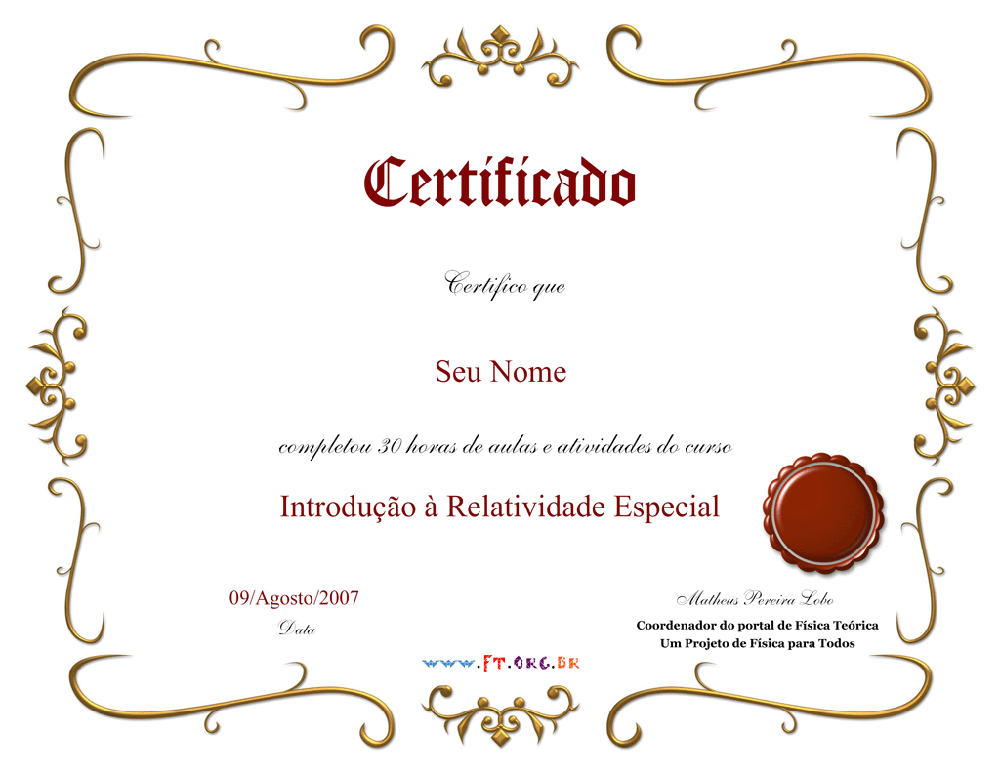 Certificado
Certifico que
Seu Nome
completou 30 horas de aulas e atividades do curso
Introdução à Relatividade Especial
09/Agosto/2007
Data
Matheus Pereira Lobo
Coordenador do portal de Física Teórica
Um Projeto de Física para Todos
www.FT.ORG.BR